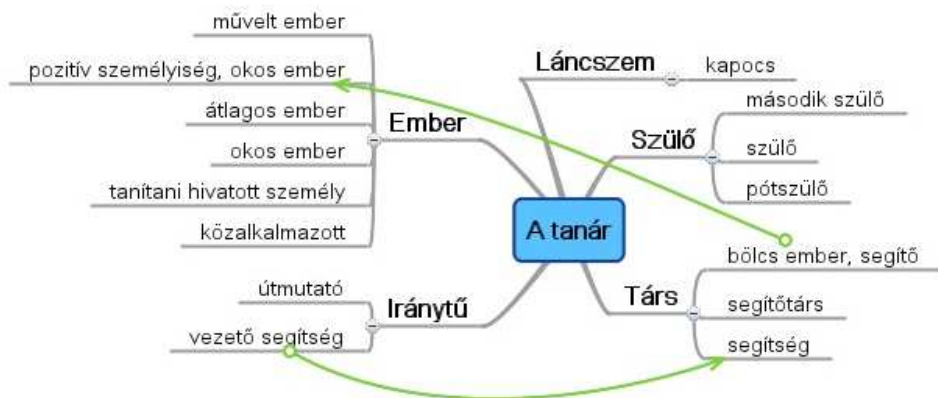 művelt ember
pozitív személyiség, okos ember
átlagos ember
Ember
okos ember
tanítani hivatott személy
közalkalmazott
útmutató
Iránytű
vezető segítség
A tanár
Láncszem
kapocs
második szülő
Szülő
szülő
pótszülő
bölcs ember, segítő
Társ
segítőtárs
segítség